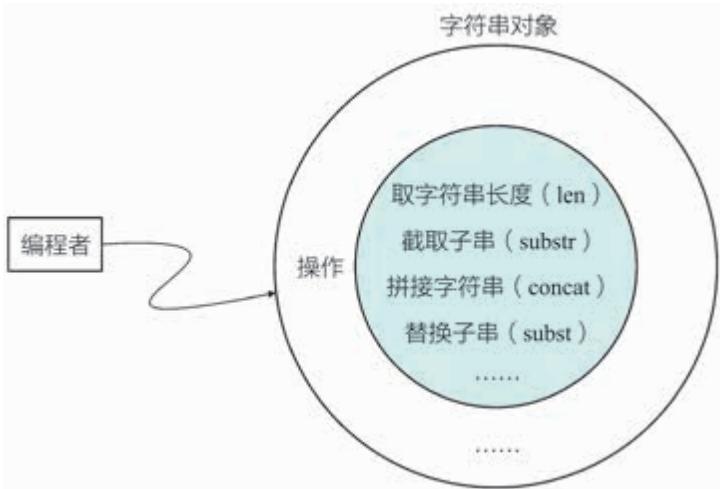 字符串对象
编程者
操作
取字符串长度（len）
截取子串（substr）
拼接字符串（concat）
替换子串（subst）
……
……